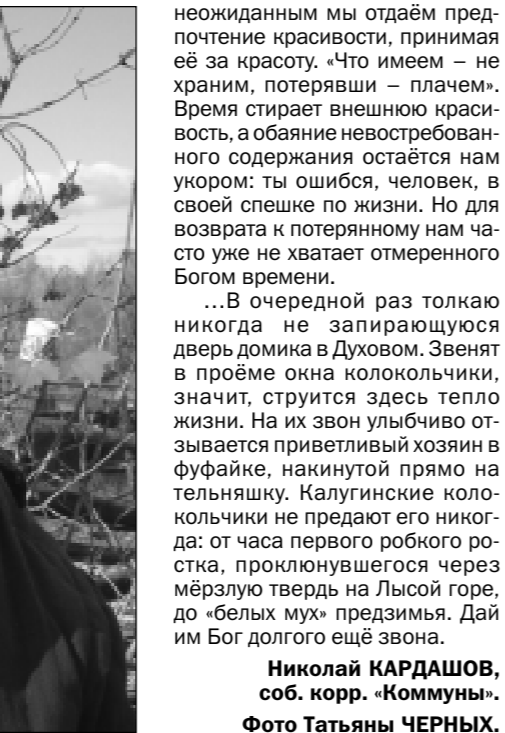 неожиданным мы отдаём пред-
почтение красивости, принимая
её за красоту. «Что имеем – не
храним, потерявши – плачем».
Время стирает внешнюю краси-
вость, а обаяние невостребован-
ного содержания остаётся нам
укором: ты ошибся, человек, в
своей спешке по жизни. Но для
возврата к потерянному нам ча-
сто уже не хватает отмеренного
Богом времени.
…В очередной раз толкаю
никогда не запирающуюся
дверь домика в Духовом. Звенят
в проёме окна колокольчики,
значит, струится здесь тепло
жизни. На их звон улыбчиво от-
зывается приветливый хозяин в
фуфайке, накинутой прямо на
тельняшку. Калугинские коло-
кольчики не предают его никог-
да: от часа первого робкого ро-
стка, проклюнувшегося через
мёрзлую твердь на Лысой горе,
до «белых мух» предзимья. Дай
им Бог долгого ещё звона.
Николай КАРДАШОВ,
соб. корр. «Коммуны».
Фото Татьяны ЧЕРНЫХ.